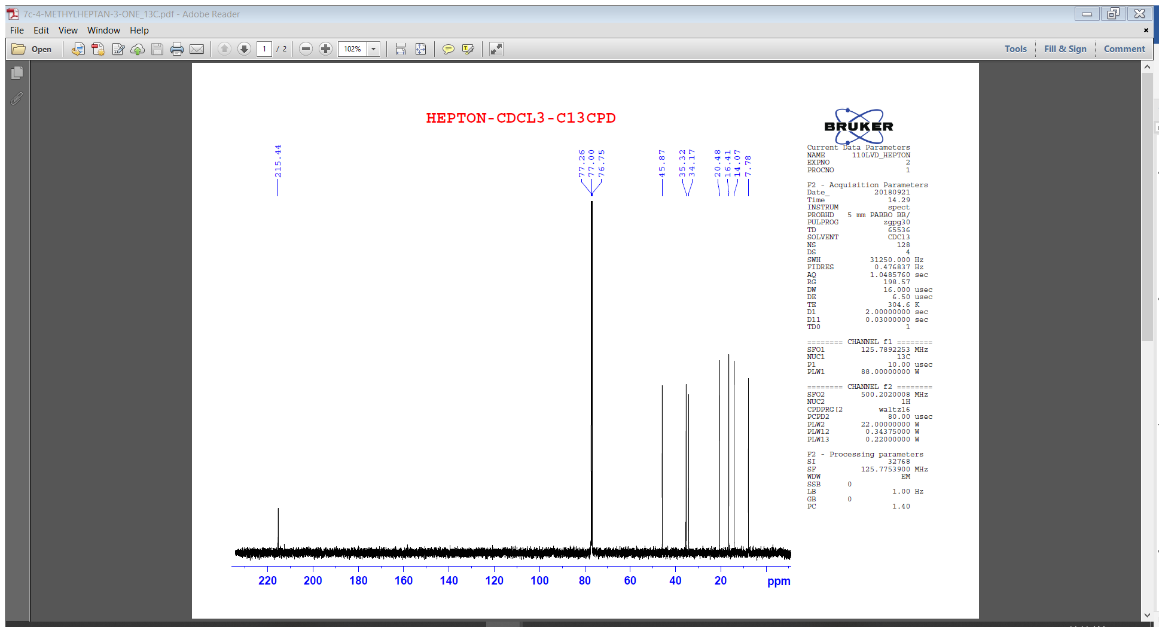 7c-4-METHYLHEPTAN-3-ONE_13C.pdf - Adobe Reader
File Edit View Window Help
Open 1 / 2 102% Tools Fill & Sign Comment
HEPTON-CDCL3-C13CPD
BRUKER
215.44
77.26
77.00
76.75
45.87
35.32
34.17
20.48
16.41
14.07
7.78
Current Data Parameters
NAME 110LVD_HEPTON
EXPNO 2
PROCNO 1
F2 - Acquisition Parameters
Date_ 20180921
Time 14.29
INSTRUM spect
PROBHD 5 mm PABBO BB/
PULPROG zgpg30
TD 65536
SOLVENT CDCl3
NS 128
DS 4
SWH 31250.000 Hz
FIDRES 0.476837 Hz
AQ 1.0485760 sec
RG 198.57
DW 16.000 usec
DE 6.50 usec
TE 304.6 K
D1 2.00000000 sec
D11 0.03000000 sec
TD0 1
======== CHANNEL f1 ========
SFO1 125.7892253 MHz
NUC1 13C
P1 10.00 usec
PLW1 88.00000000 W
======== CHANNEL f2 ========
SFO2 500.2020008 MHz
NUC2 1H
CPDPRG[2 waltz16
PCPD2 80.00 usec
PLW2 22.00000000 W
PLW12 0.34375000 W
PLW13 0.22000000 W
F2 - Processing parameters
SI 32768
SF 125.7753900 MHz
WDW EM
SSB 0
LB 1.00 Hz
GB 0
PC 1.40
220 200 180 160 140 120 100 80 60 40 20 ppm